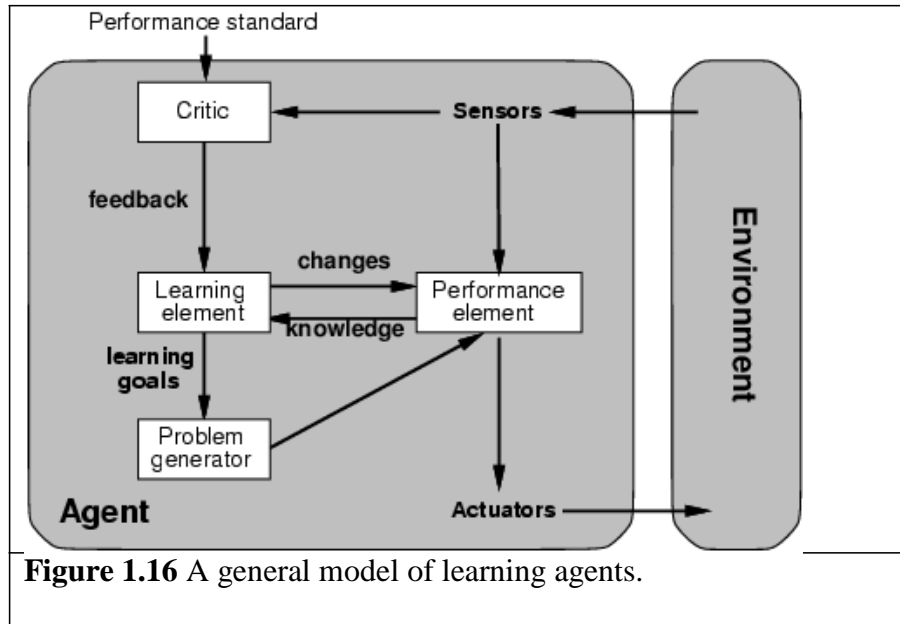 Performance standard
Critic
Sensors
feedback
changes
Learning
element
Performance
element
knowledge
learning
goals
Problem
generator
Agent
Actuators
Environment
Figure 1.16 A general model of learning agents.